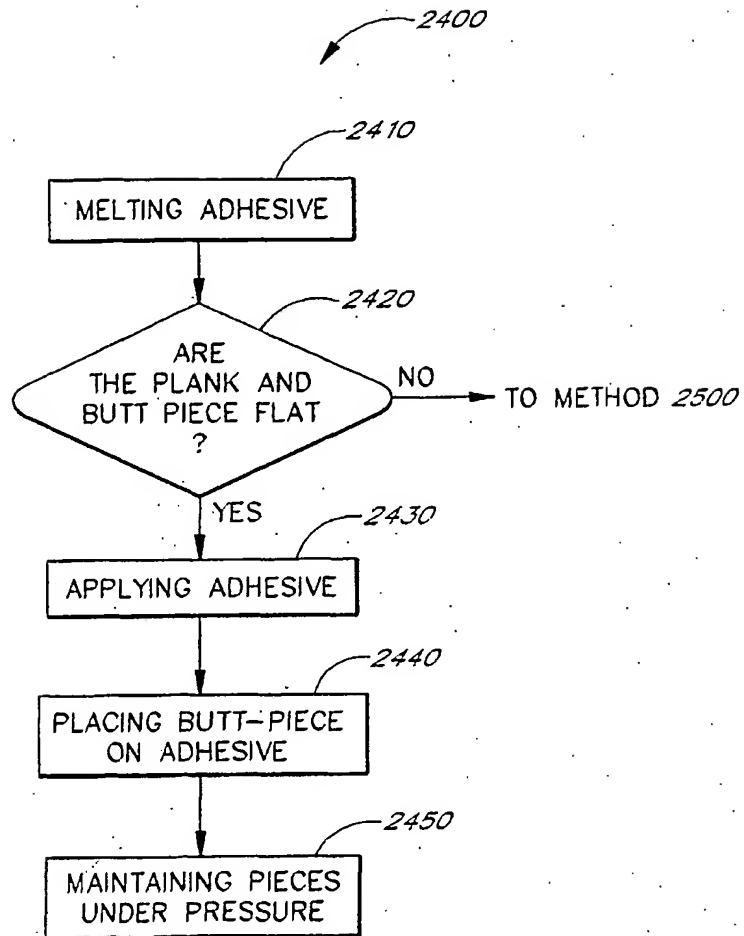 2400
2410
MELTING ADHESIVE
2420
ARE
THE PLANK AND
BUTT PIECE FLAT
?
NO
TO METHOD 2500
YES
2430
APPLYING ADHESIVE
2440
PLACING BUTT-PIECE
ON ADHESIVE
2450
MAINTAINING PIECES
UNDER PRESSURE